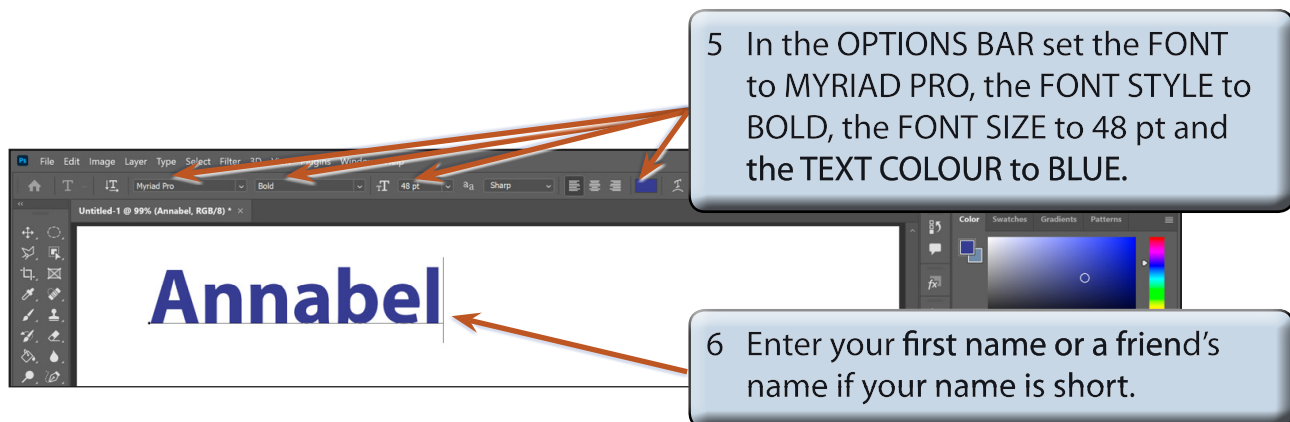 5 In the OPTIONS BAR set the FONT
to MYRIAD PRO, the FONT STYLE to
BOLD, the FONT SIZE to 48 pt and
the TEXT COLOUR to BLUE.
Ps File Edit Image Layer Type Select Filter 3D
T T Myriad Pro Bold T 48 pt aa Sharp
Untitled-1 @ 99% (Annabel, RGB/8) * ×
Color Swatches Gradients Patterns
fx
Annabel
6 Enter your first name or a friend's
name if your name is short.